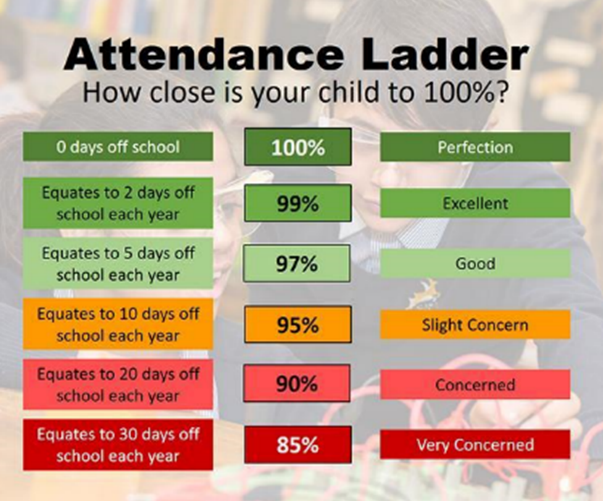 Attendance Ladder
How close is your child to 100%?
0 days off school 100% Perfection
Equates to 2 days off
school each year 99% Excellent
Equates to 5 days off
school each year 97% Good
Equates to 10 days off
school each year 95% Slight Concern
Equates to 20 days off
school each year 90% Concerned
Equates to 30 days off
school each year 85% Very Concerned